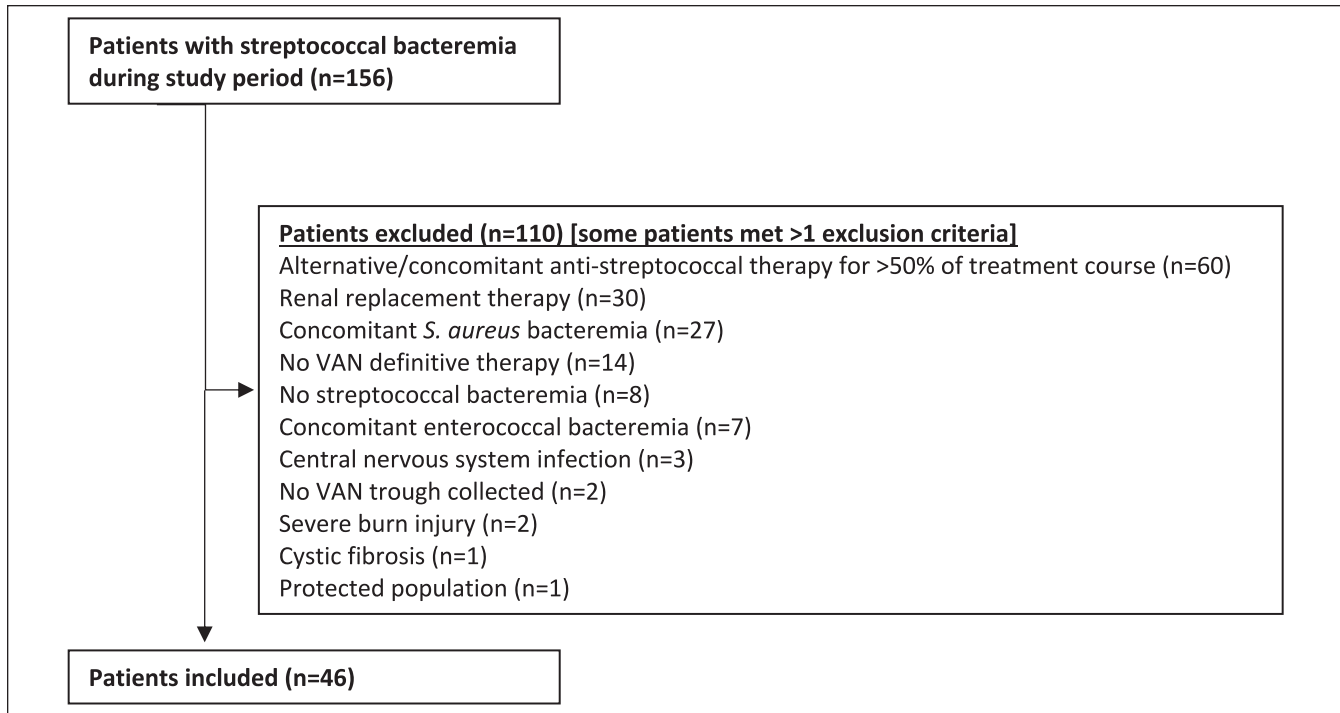 Patients with streptococcal bacteremia
during study period (n=156)
Patients excluded (n=110) [some patients met >1 exclusion criteria]
Alternative/concomitant anti-streptococcal therapy for >50% of treatment course (n=60)
Renal replacement therapy (n=30)
Concomitant S. aureus bacteremia (n=27)
No VAN definitive therapy (n=14)
No streptococcal bacteremia (n=8)
Concomitant enterococcal bacteremia (n=7)
Central nervous system infection (n=3)
No VAN trough collected (n=2)
Severe burn injury (n=2)
Cystic fibrosis (n=1)
Protected population (n=1)
Patients included (n=46)